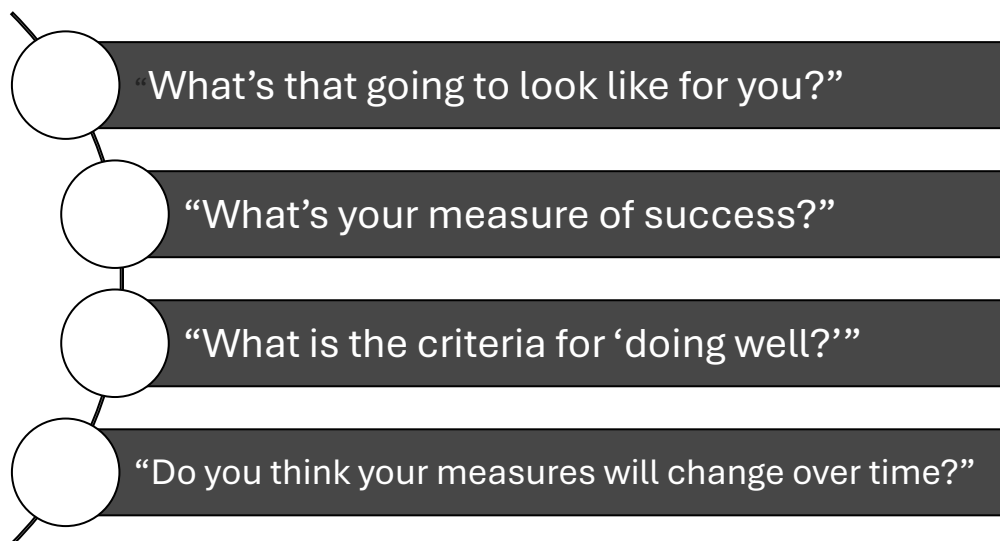 “What’s that going to look like for you?”
“What’s your measure of success?”
“What is the criteria for ‘doing well?’”
“Do you think your measures will change over time?”